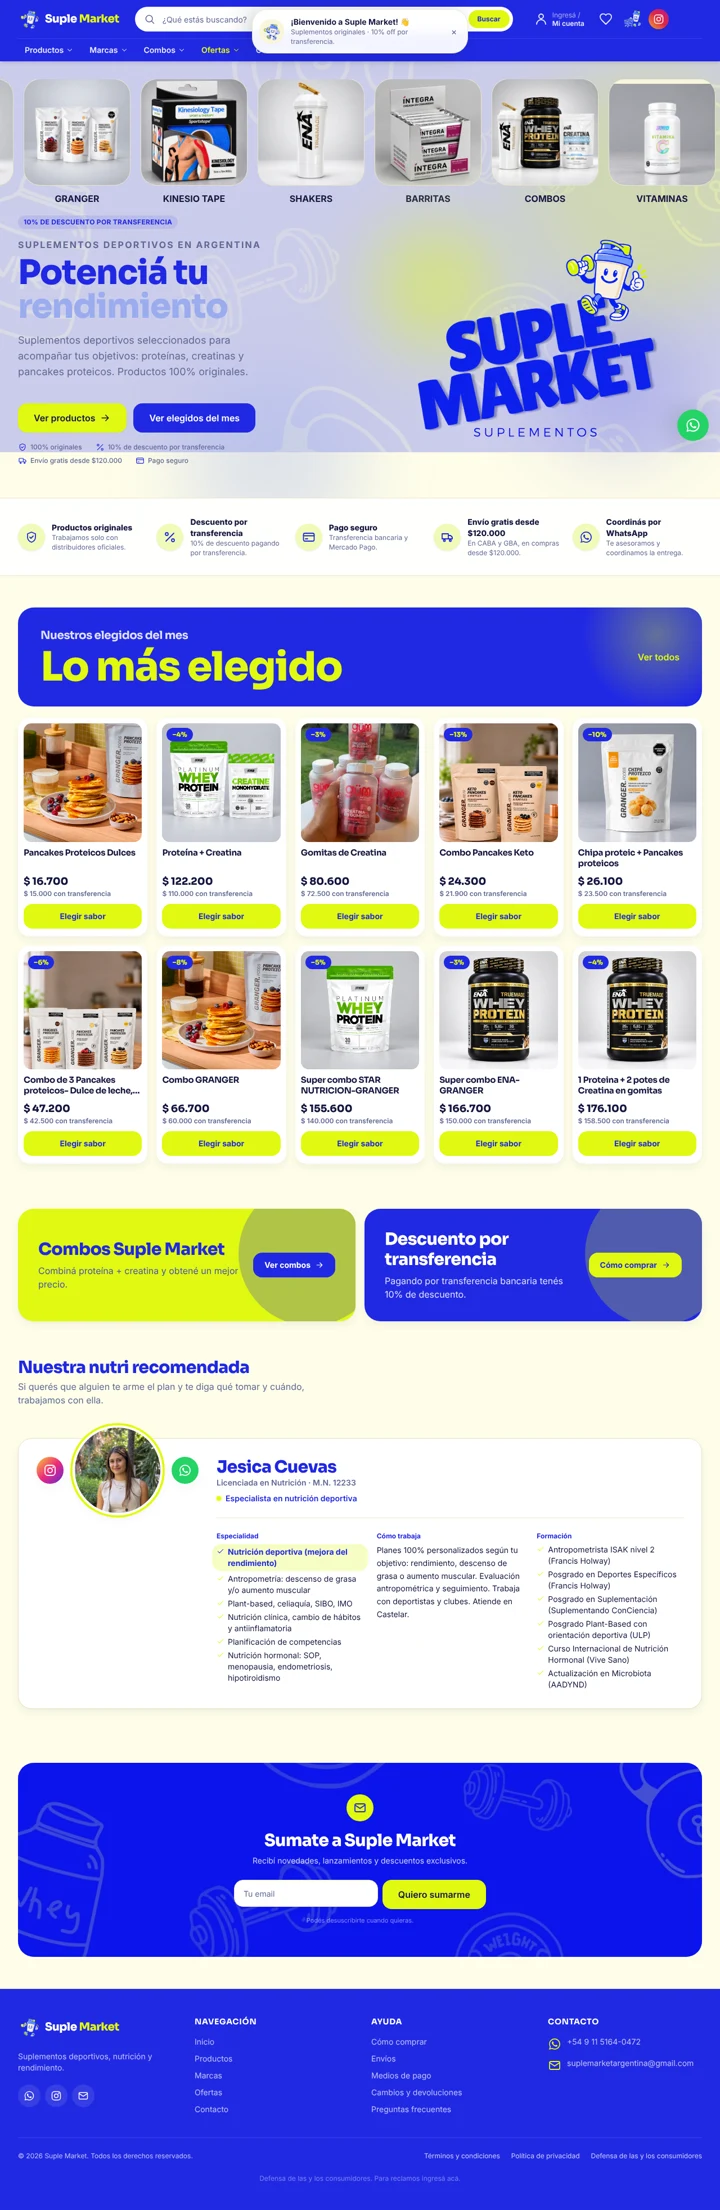 Suple Market
¿Qué estás buscando?
¡Bienvenido a Suple Market! 👋
Suplementos originales · 10% off por
transferencia.
×
Buscar
Ingresá /
Mi cuenta
Productos
Marcas
Combos
Ofertas
GRANGER
KINESIO TAPE
SHAKERS
BARRITAS
COMBOS
VITAMINAS
10% DE DESCUENTO POR TRANSFERENCIA
SUPLEMENTOS DEPORTIVOS EN ARGENTINA
Potenciá tu
rendimiento
Suplementos deportivos seleccionados para
acompañar tus objetivos: proteínas, creatinas y
pancakes proteicos. Productos 100% originales.
Ver productos →
Ver elegidos del mes
100% originales
10% de descuento por transferencia
Envío gratis desde $120.000
Pago seguro
SUPLE
MARKET
SUPLEMENTOS
Productos originales
Trabajamos solo con
distribuidores oficiales.
Descuento por
transferencia
10% de descuento pagando
por transferencia.
Pago seguro
Transferencia bancaria y
Mercado Pago.
Envío gratis desde
$120.000
En CABA y GBA, en compras
desde $120.000.
Coordinás por
WhatsApp
Te asesoramos y
coordinamos la entrega.
Nuestros elegidos del mes
Lo más elegido
Ver todos
Pancakes Proteicos Dulces
$ 16.700
$ 15.000 con transferencia
Elegir sabor
-4%
Proteína + Creatina
$ 122.200
$ 110.000 con transferencia
Elegir sabor
-3%
Gomitas de Creatina
$ 80.600
$ 72.500 con transferencia
Elegir sabor
-13%
Combo Pancakes Keto
$ 24.300
$ 21.900 con transferencia
Elegir sabor
-10%
Chipa proteic + Pancakes
proteicos
$ 26.100
$ 23.500 con transferencia
Elegir sabor
-6%
Combo de 3 Pancakes
proteicos- Dulce de leche,...
$ 47.200
$ 42.500 con transferencia
Elegir sabor
-8%
Combo GRANGER
$ 66.700
$ 60.000 con transferencia
Elegir sabor
-5%
Super combo STAR
NUTRICION-GRANGER
$ 155.600
$ 140.000 con transferencia
Elegir sabor
-3%
Super combo ENA-
GRANGER
$ 166.700
$ 150.000 con transferencia
Elegir sabor
-4%
1 Proteina + 2 potes de
Creatina en gomitas
$ 176.100
$ 158.500 con transferencia
Elegir sabor
Combos Suple Market
Combiná proteína + creatina y obtené un mejor
precio.
Ver combos →
Descuento por
transferencia
Pagando por transferencia bancaria tenés
10% de descuento.
Cómo comprar →
Nuestra nutri recomendada
Si querés que alguien te arme el plan y te diga qué tomar y cuándo,
trabajamos con ella.
Jesica Cuevas
Licenciada en Nutrición · M.N. 12233
Especialista en nutrición deportiva
Especialidad
Nutrición deportiva (mejora del
rendimiento)
Antropometría: descenso de grasa
y/o aumento muscular
Plant-based, celiaquía, SIBO, IMO
Nutrición clínica, cambio de hábitos
y antiinflamatoria
Planificación de competencias
Nutrición hormonal: SOP,
menopausia, endometriosis,
hipotiroidismo
Cómo trabaja
Planes 100% personalizados según tu
objetivo: rendimiento, descenso de
grasa o aumento muscular. Evaluación
antropométrica y seguimiento. Trabaja
con deportistas y clubes. Atiende en
Castelar.
Formación
Antropometrista ISAK nivel 2
(Francis Holway)
Posgrado en Deportes Específicos
(Francis Holway)
Posgrado en Suplementación
(Suplementando ConCiencia)
Posgrado Plant-Based con
orientación deportiva (ULP)
Curso Internacional de Nutrición
Hormonal (Vive Sano)
Actualización en Microbiota
(AADYND)
Whey
WEIGHT
Sumate a Suple Market
Recibí novedades, lanzamientos y descuentos exclusivos.
Tu email
Quiero sumarme
Podés desuscribirte cuando quieras.
Suple Market
Suplementos deportivos, nutrición y
rendimiento.
NAVEGACIÓN
Inicio
Productos
Marcas
Ofertas
Contacto
AYUDA
Cómo comprar
Envíos
Medios de pago
Cambios y devoluciones
Preguntas frecuentes
CONTACTO
+54 9 11 5164-0472
suplemarketargentina@gmail.com
© 2026 Suple Market. Todos los derechos reservados.
Términos y condiciones
Política de privacidad
Defensa de las y los consumidores
Defensa de las y los consumidores. Para reclamos ingresá acá.